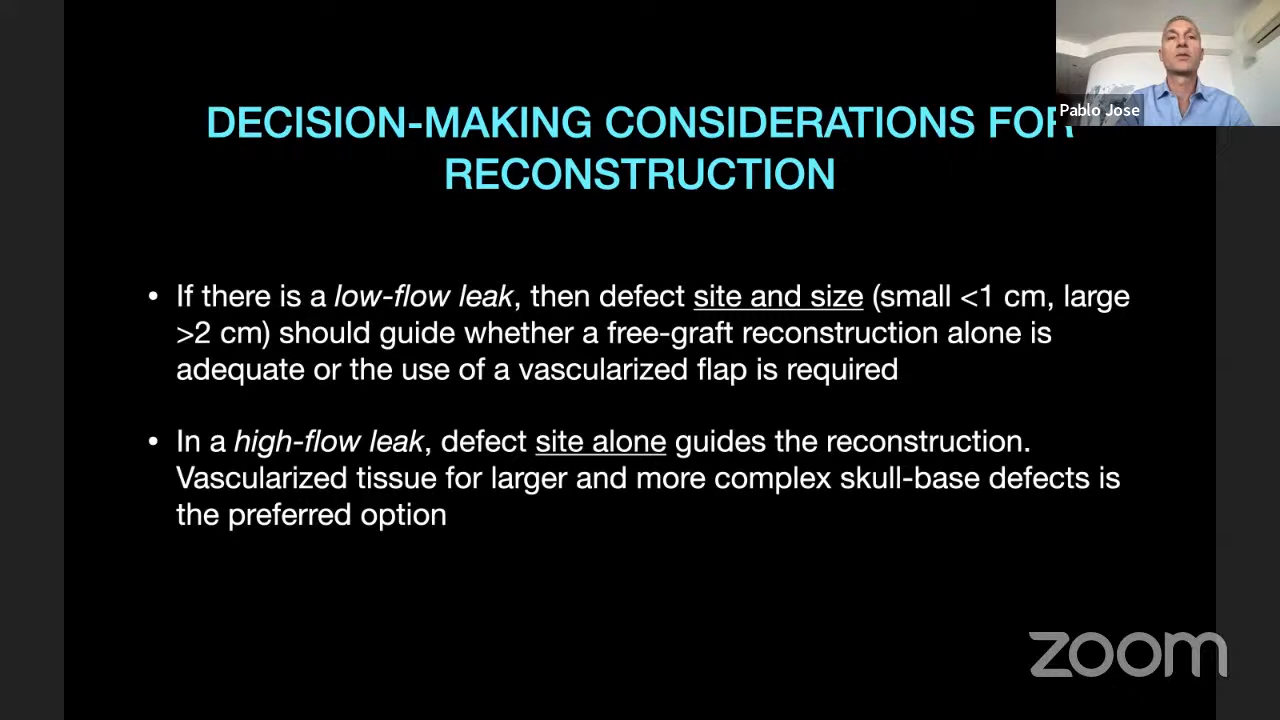 DECISION-MAKING CONSIDERATIONS FOR
RECONSTRUCTION
Pablo Jose
• If there is a low-flow leak, then defect site and size (small <1 cm, large
>2 cm) should guide whether a free-graft reconstruction alone is
adequate or the use of a vascularized flap is required
• In a high-flow leak, defect site alone guides the reconstruction.
Vascularized tissue for larger and more complex skull-base defects is
the preferred option
zoom